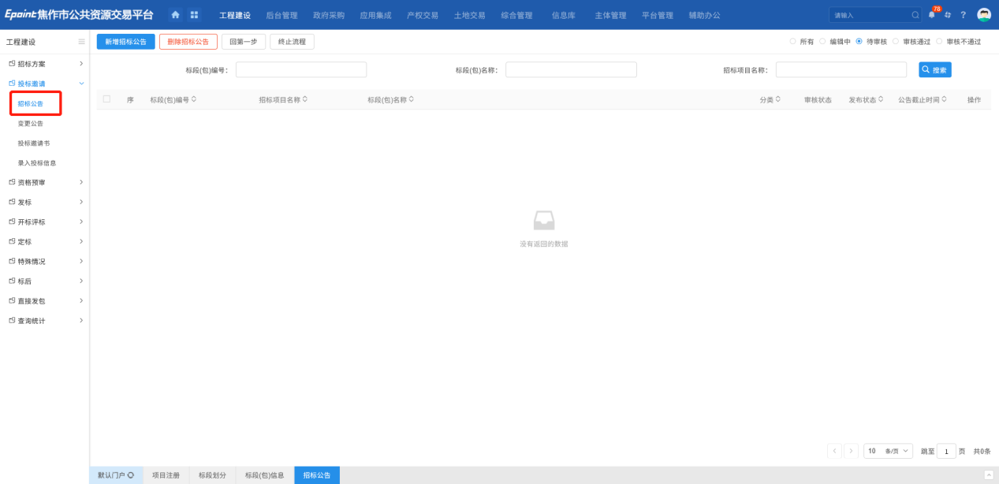 Epoint焦作市公共资源交易平台 工程建设 后台管理 政府采购 应用集成 产权交易 土地交易 综合管理 信息库 主体管理 平台管理 辅助办公 请输入 78 ?
工程建设
招标方案
投标邀请
招标公告
变更公告
投标邀请书
录入投标信息
资格预审
发标
开标评标
定标
特殊情况
标后
直接发包
查询统计
新增招标公告 删除招标公告 回第一步 终止流程 所有 编辑中 待审核 审核通过 审核不通过
标段(包)编号: 标段(包)名称: 招标项目名称: 搜索
序 标段(包)编号 招标项目名称 标段(包)名称 分类 审核状态 发布状态 公告截止时间 操作
没有返回的数据
10 条/页 跳至 1 页 共0条
默认门户 项目注册 标段划分 标段(包)信息 招标公告